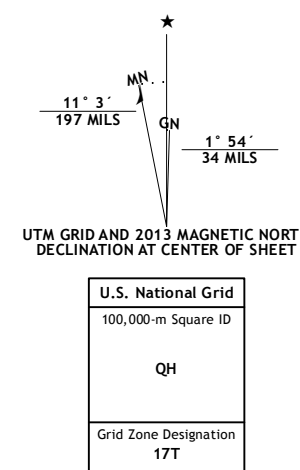 MN
11° 3´
197 MILS
GN
1° 54´
34 MILS
UTM GRID AND 2013 MAGNETIC NORT
DECLINATION AT CENTER OF SHEET
U.S. National Grid
100,000-m Square ID
QH
Grid Zone Designation
17T